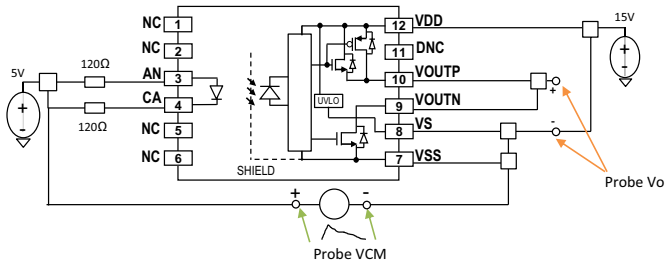 NC 1
NC 2
120Ω AN 3
120Ω CA 4
NC 5
NC 6
5V
+
-
SHIELD
UVLO
12 VDD
11 DNC
10 VOUTP
9 VOUTN
8 VS
7 VSS
15V
+
-
+
-
Probe Vo
+ -
Probe VCM